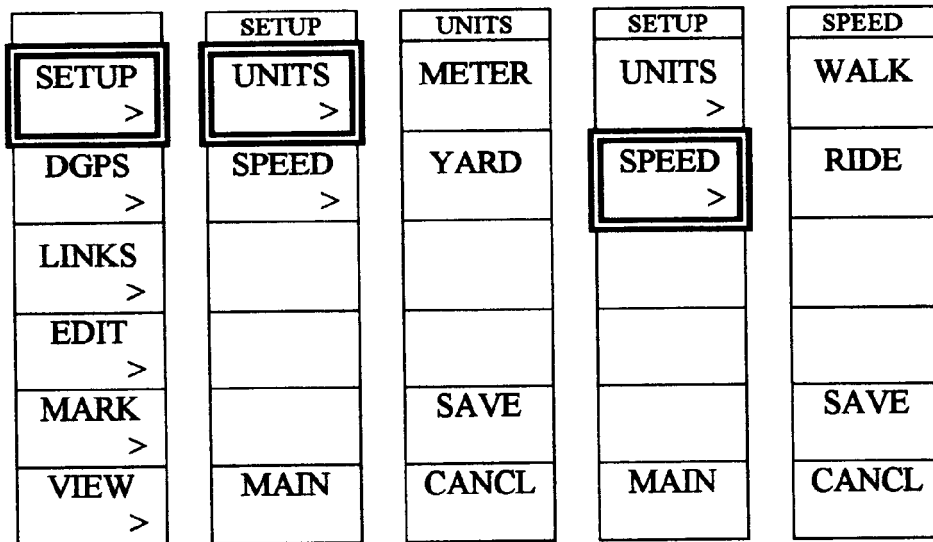 SETUP
>
DGPS
>
LINKS
>
EDIT
>
MARK
>
VIEW
>
SETUP
UNITS
>
SPEED
>
MAIN
UNITS
METER
YARD
SAVE
CANCL
SETUP
UNITS
>
SPEED
>
MAIN
SPEED
WALK
RIDE
SAVE
CANCL